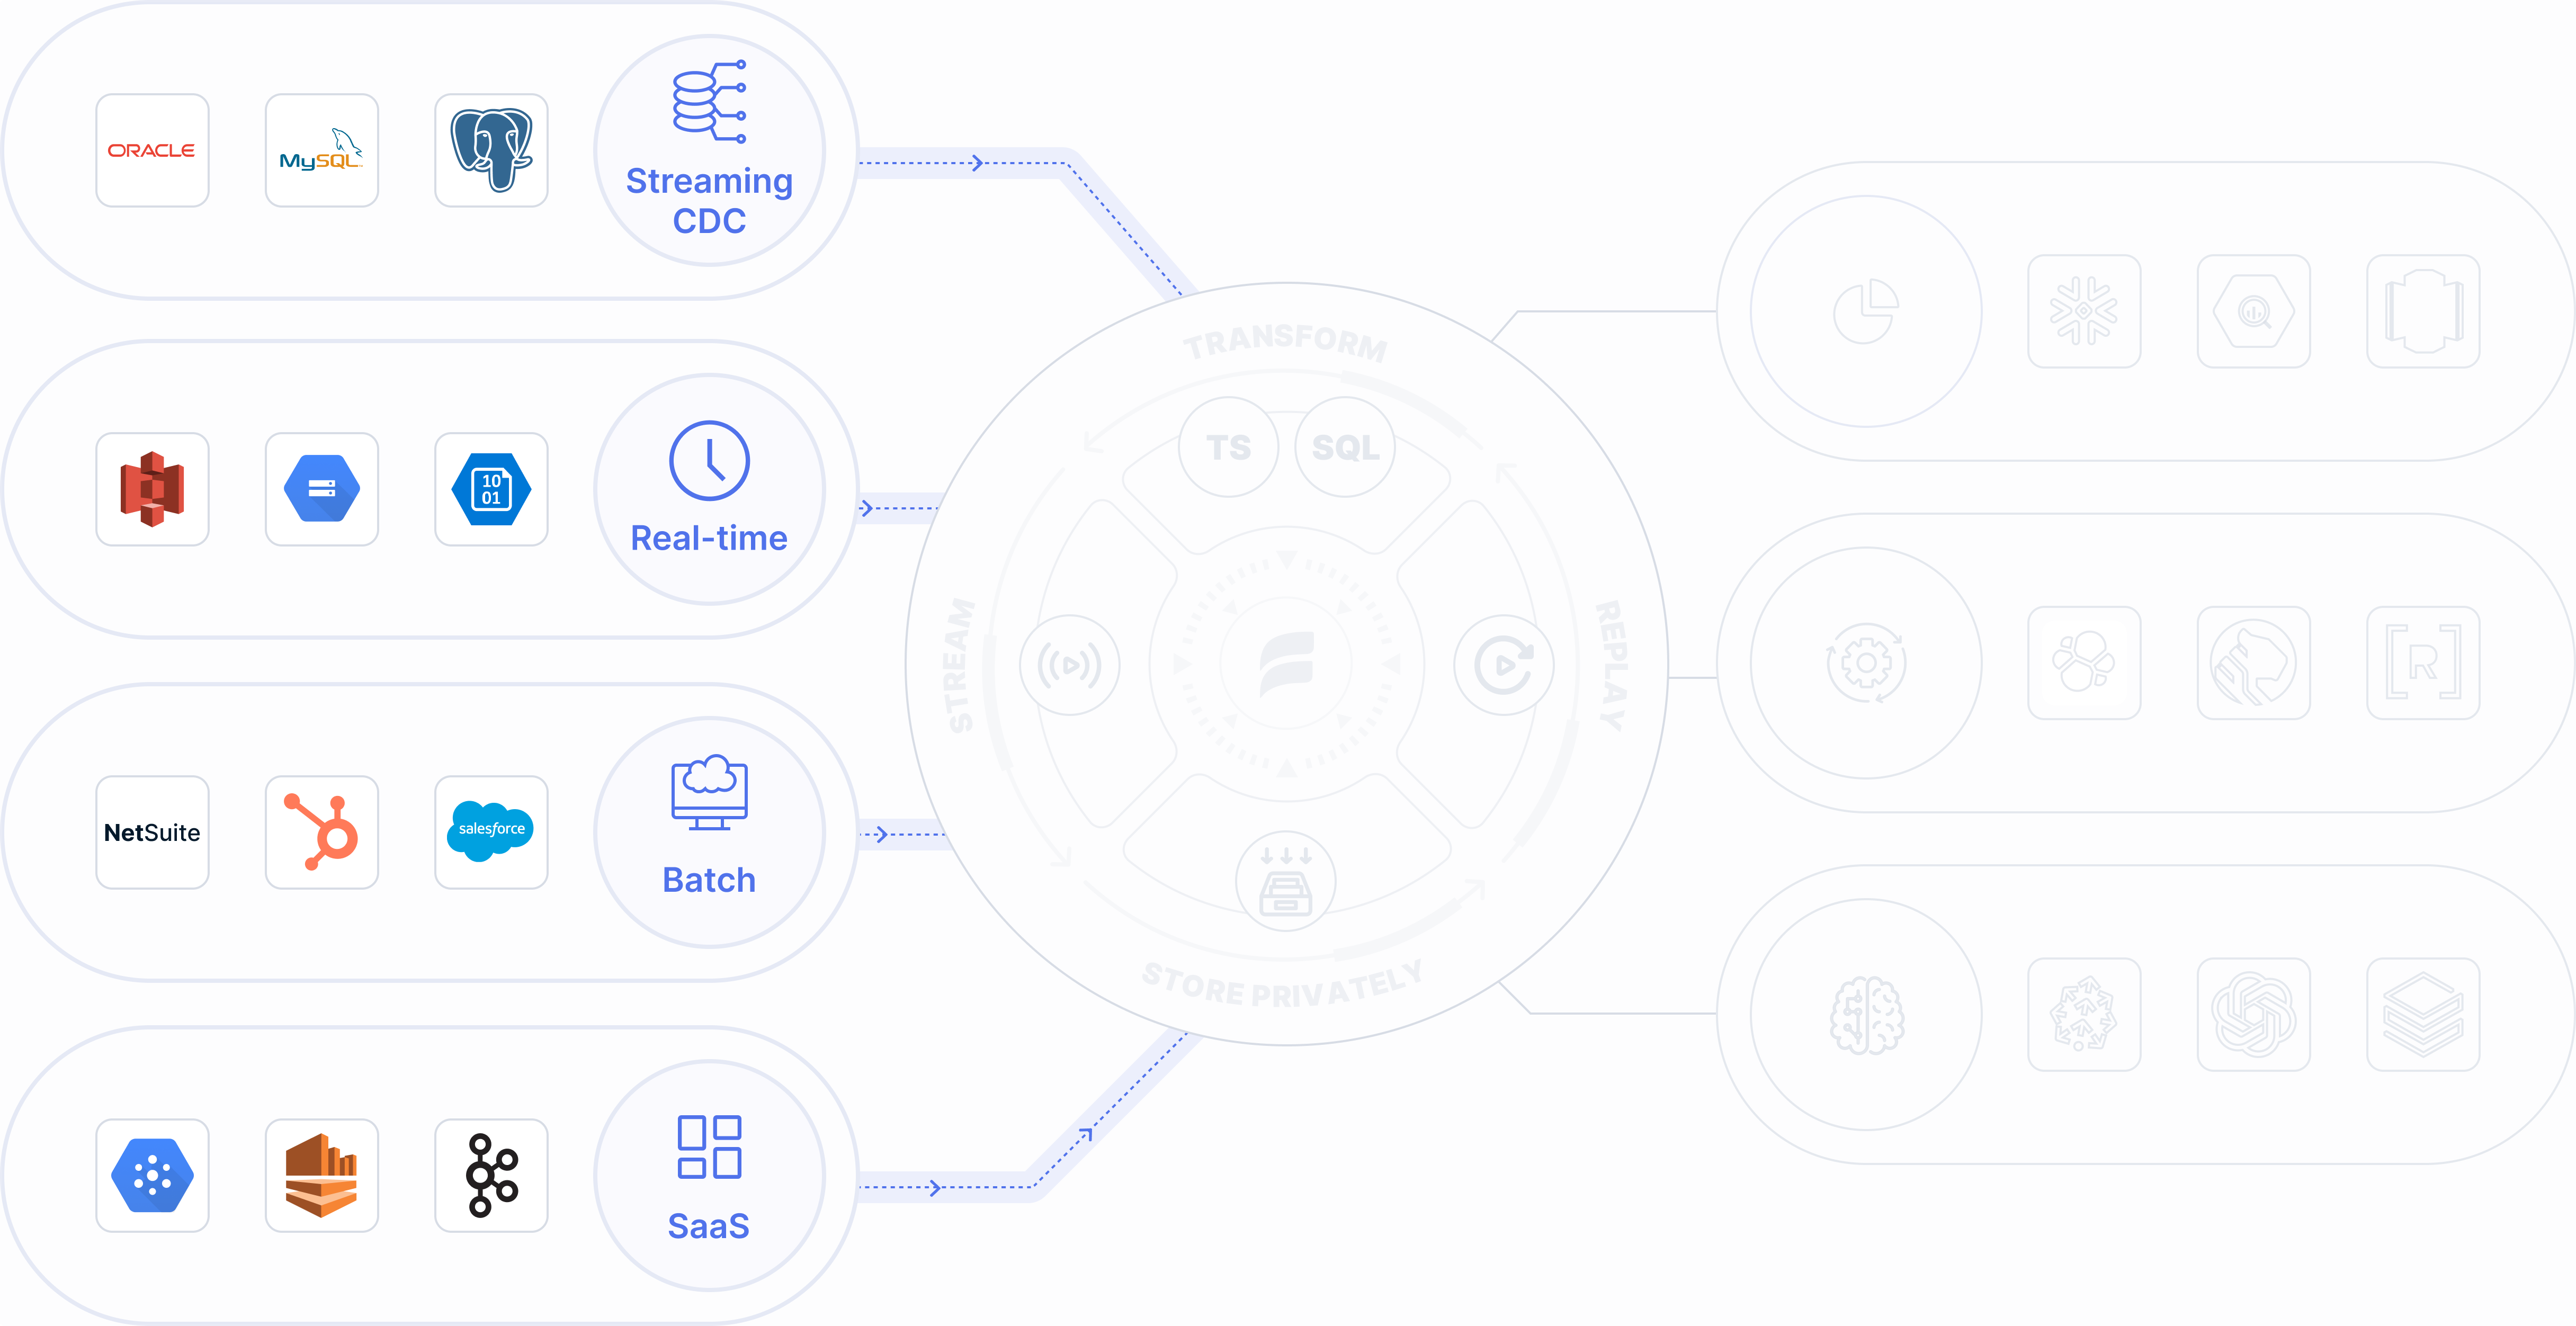 ORACLE
MySQL
Streaming
CDC
10
01
Real-time
NetSuite
salesforce
Batch
SaaS
TRANSFORM
TS
SQL
STREAM
REPLAY
STORE PRIVATELY
R